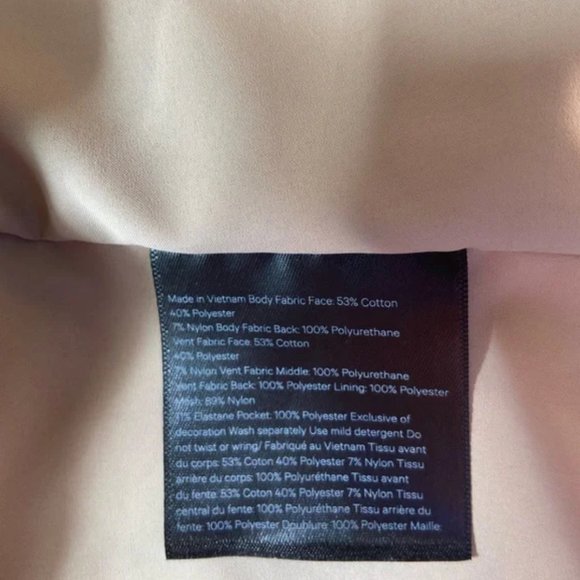 Made in Vietnam Body Fabric Face: 53% Cotton
40% Polyester
7% Nylon Body Fabric Back: 100% Polyurethane
Vent Fabric Face: 53% Cotton
40% Polyester
7% Nylon Vent Fabric Middle: 100% Polyurethane
Vent Fabric Back: 100% Polyester Lining: 100% Polyester
Mesh: 89% Nylon
11% Elastane Pocket: 100% Polyester Exclusive of
decoration Wash separately Use mild detergent Do
not twist or wring/ Fabriqué au Vietnam Tissu avant
du corps: 53% Coton 40% Polyester 7% Nylon Tissu
arrière du corps: 100% Polyuréthane Tissu avant
du fente: 53% Coton 40% Polyester 7% Nylon Tissu
central du fente: 100% Polyuréthane Tissu arrière du
fente: 100% Polyester Doublure: 100% Polyester Maille: